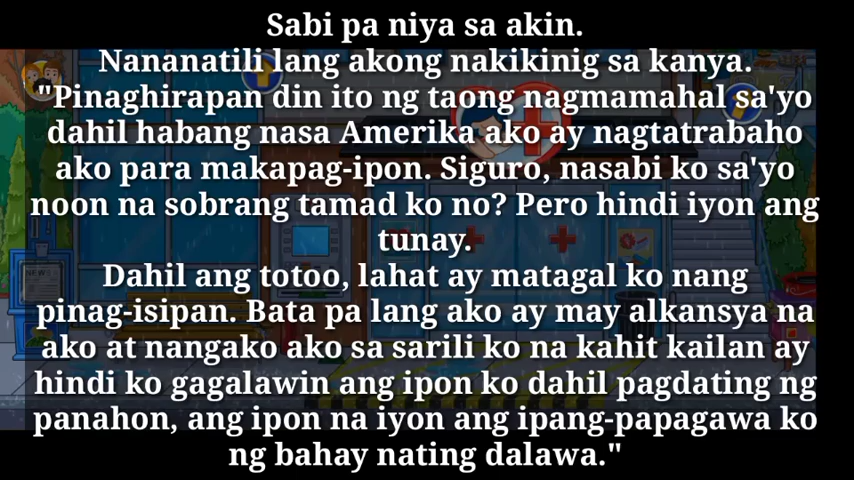 Sabi pa niya sa akin.
Nananatili lang akong nakikinig sa kanya.
"Pinaghirapan din ito ng taong nagmamahal sa'yo
dahil habang nasa Amerika ako ay nagtatrabaho
ako para makapag-ipon. Siguro, nasabi ko sa'yo
noon na sobrang tamad ko no? Pero hindi iyon ang
tunay.
Dahil ang totoo, lahat ay matagal ko nang
pinag-isipan. Bata pa lang ako ay may alkansya na
ako at nangako ako sa sarili ko na kahit kailan ay
hindi ko gagalawin ang ipon ko dahil pagdating ng
panahon, ang ipon na iyon ang ipang-papagawa ko
ng bahay nating dalawa."
NEWS